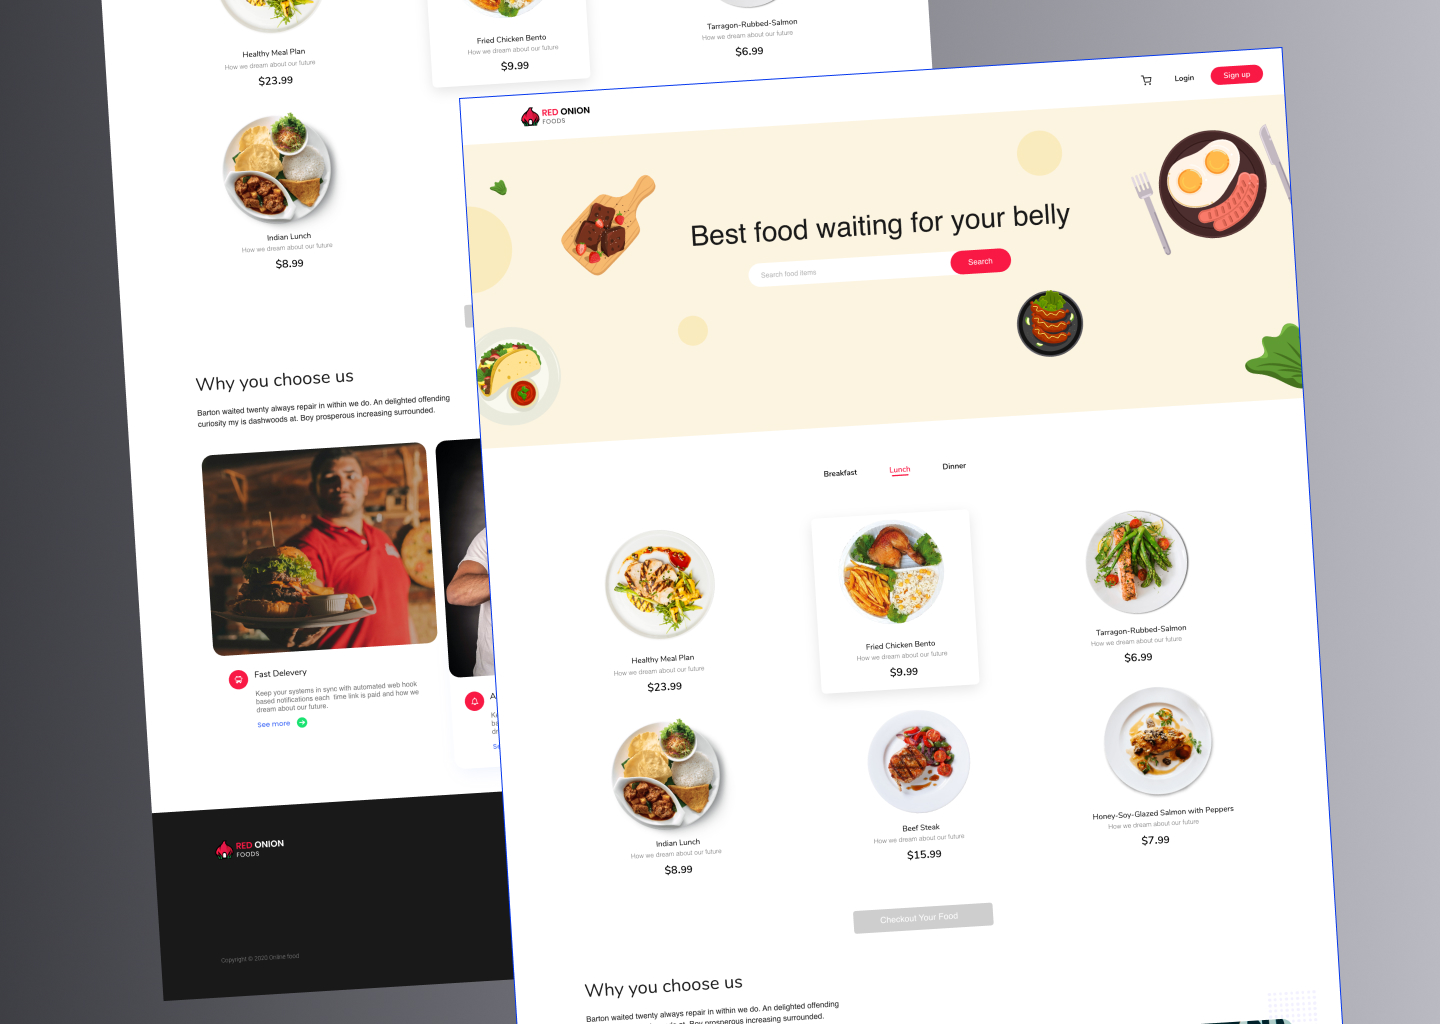 Healthy Meal Plan
How we dream about our future
$23.99
Fried Chicken Bento
How we dream about our future
$9.99
Tarragon-Rubbed-Salmon
How we dream about our future
$6.99
Indian Lunch
How we dream about our future
$8.99
Why you choose us
Barton waited twenty always repair in within we do. An delighted offending
curiosity my is dashwoods at. Boy prosperous increasing surrounded.
Fast Delevery
Keep your systems in sync with automated web hook
based notifications each time link is paid and how we
dream about our future.
See more
A
Ke
ba
dr
Se
RED ONION
FOODS
Copyright © 2020 Online food
RED ONION
FOODS
Login
Sign up
Best food waiting for your belly
Search food items
Search
Breakfast
Lunch
Dinner
Healthy Meal Plan
How we dream about our future
$23.99
Fried Chicken Bento
How we dream about our future
$9.99
Tarragon-Rubbed-Salmon
How we dream about our future
$6.99
Indian Lunch
How we dream about our future
$8.99
Beef Steak
How we dream about our future
$15.99
Honey-Soy-Glazed Salmon with Peppers
How we dream about our future
$7.99
Checkout Your Food
Why you choose us
Barton waited twenty always repair in within we do. An delighted offending
at. Boy prosperous increasing surrounded.